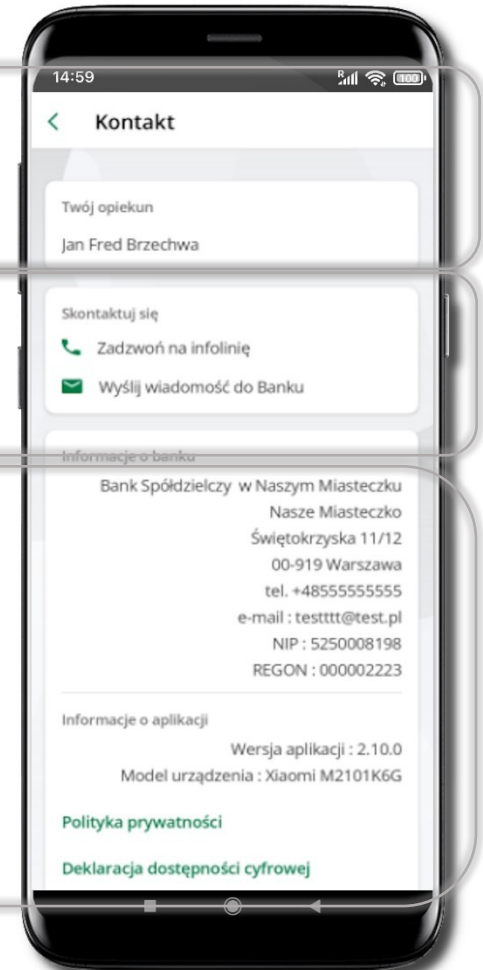 14:59
R
100
Kontakt
Twój opiekun
Jan Fred Brzechwa
Skontaktuj się
Zadzwoń na infolinię
Wyślij wiadomość do Banku
Informacje o banku
Bank Spółdzielczy w Naszym Miasteczku
Nasze Miasteczko
Świętokrzyska 11/12
00-919 Warszawa
tel. +48555555555
e-mail : testttt@test.pl
NIP : 5250008198
REGON : 000002223
Informacje o aplikacji
Wersja aplikacji : 2.10.0
Model urządzenia : Xiaomi M2101K6G
Polityka prywatności
Deklaracja dostępności cyfrowej